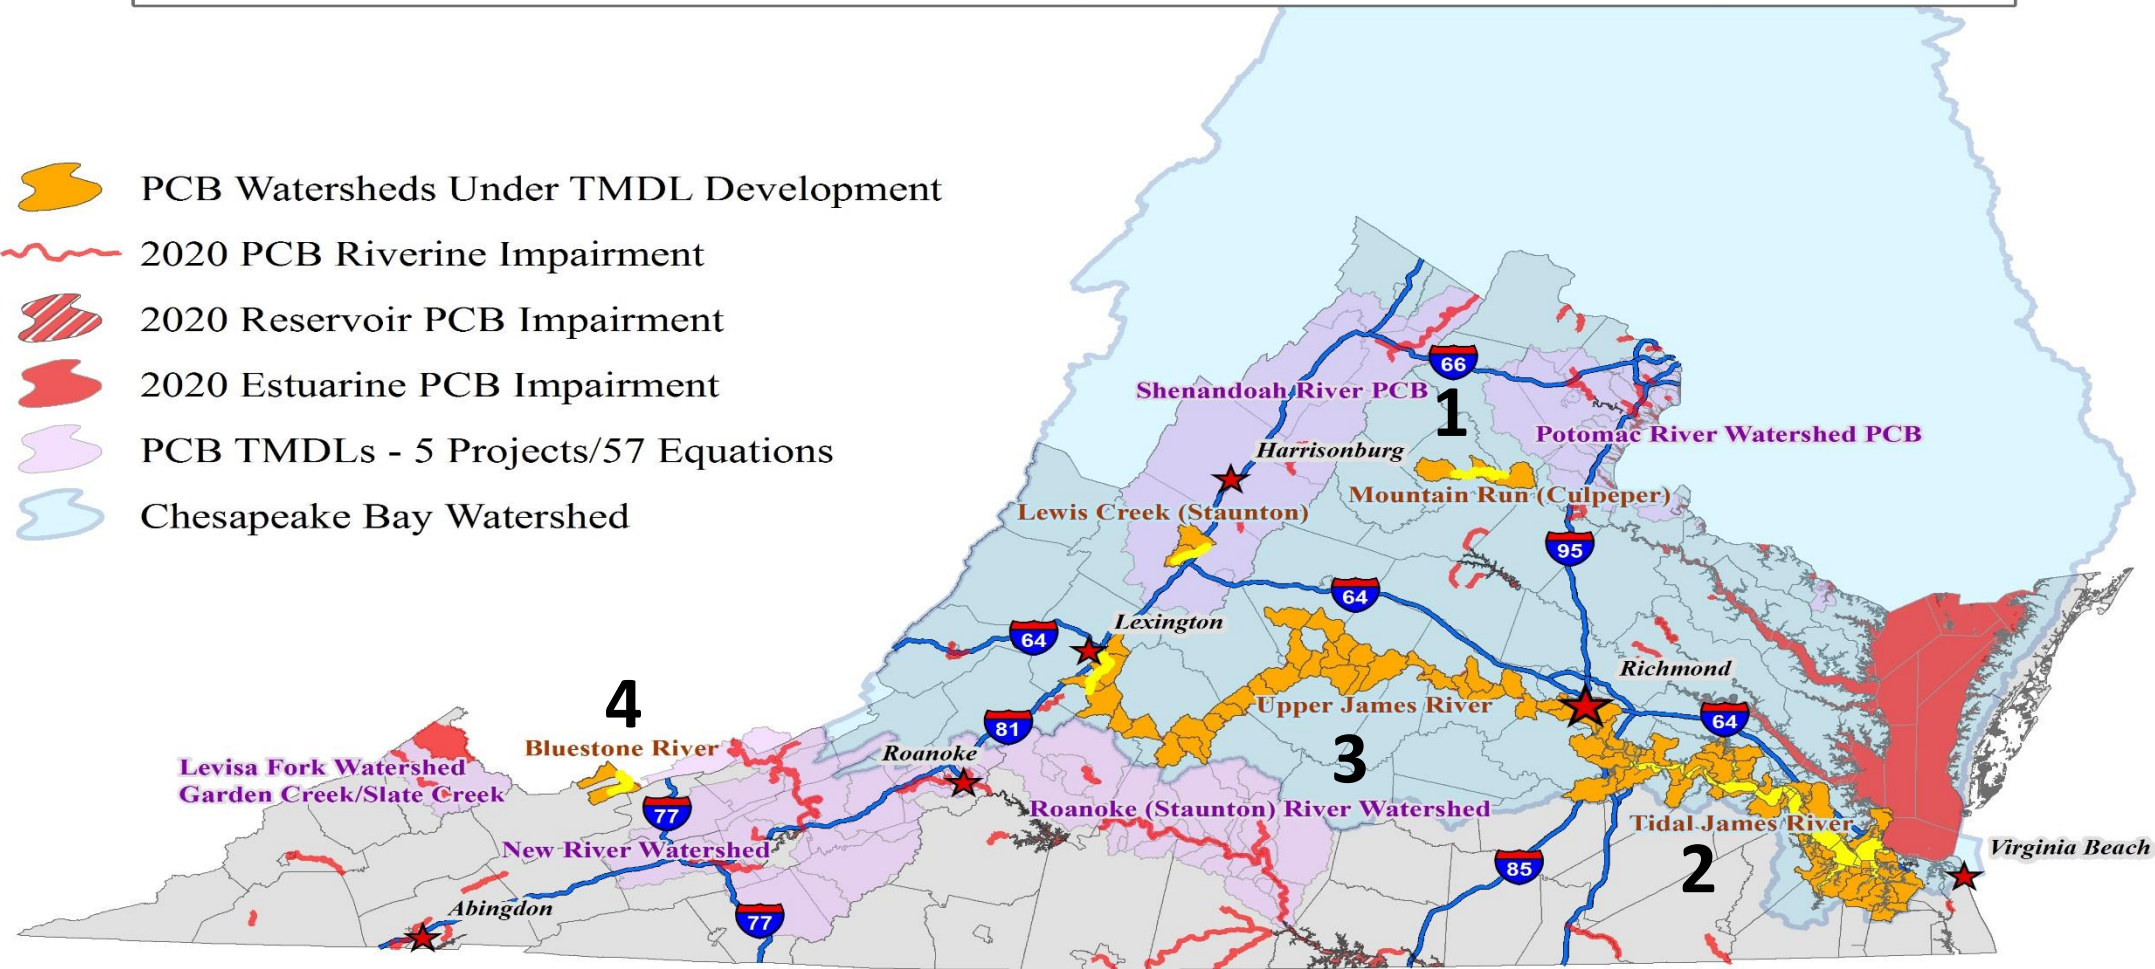 PCB Watersheds Under TMDL Development
2020 PCB Riverine Impairment
2020 Reservoir PCB Impairment
2020 Estuarine PCB Impairment
PCB TMDLs - 5 Projects/57 Equations
Chesapeake Bay Watershed
66
Shenandoah River PCB
1
Potomac River Watershed PCB
Harrisonburg
Mountain Run (Culpeper)
Lewis Creek (Staunton)
95
64
Lexington
64
Richmond
4
Upper James River
64
81
Bluestone River
Roanoke
3
Levisa Fork Watershed
Garden Creek/Slate Creek
77
Roanoke (Staunton) River Watershed
Tidal James River
New River Watershed
Virginia Beach
85
2
Abingdon
77